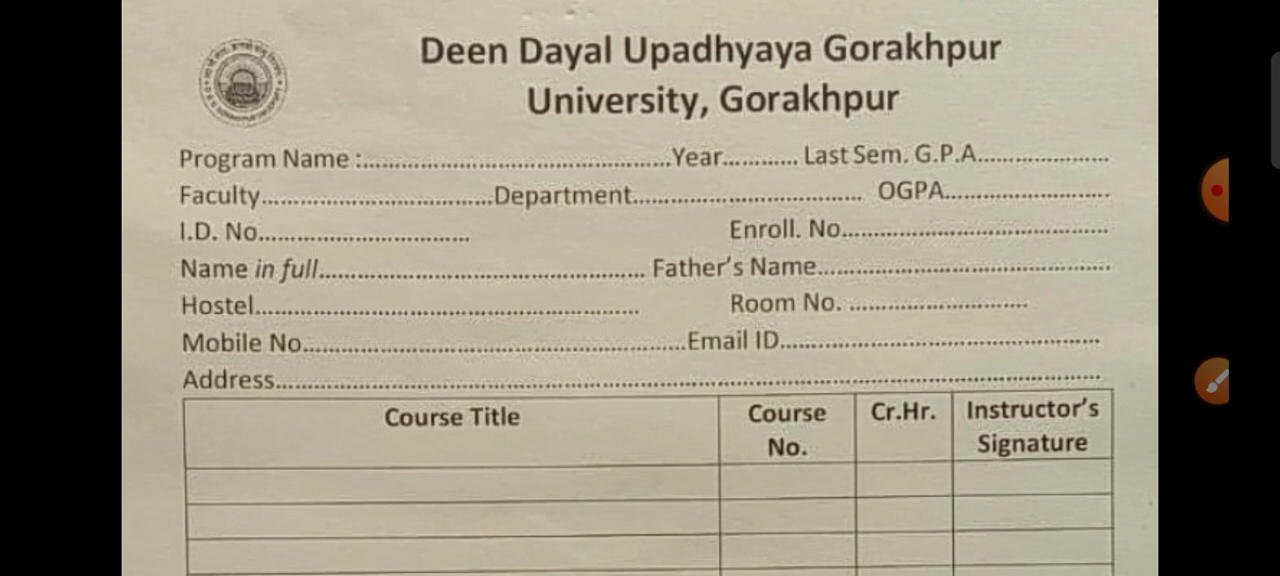 Deen Dayal Upadhyaya Gorakhpur
University, Gorakhpur
Program Name :..........................................Year........... Last Sem. G.P.A....................
Faculty................................Department............................... OGPA......................
I.D. No............................. Enroll. No....................................
Name in full............................................ Father's Name.......................................
Hostel.................................................... Room No. ........................
Mobile No...................................................Email ID...........................................
Address..............................................................................................................
Course Title Course No. Cr.Hr. Instructor's Signature